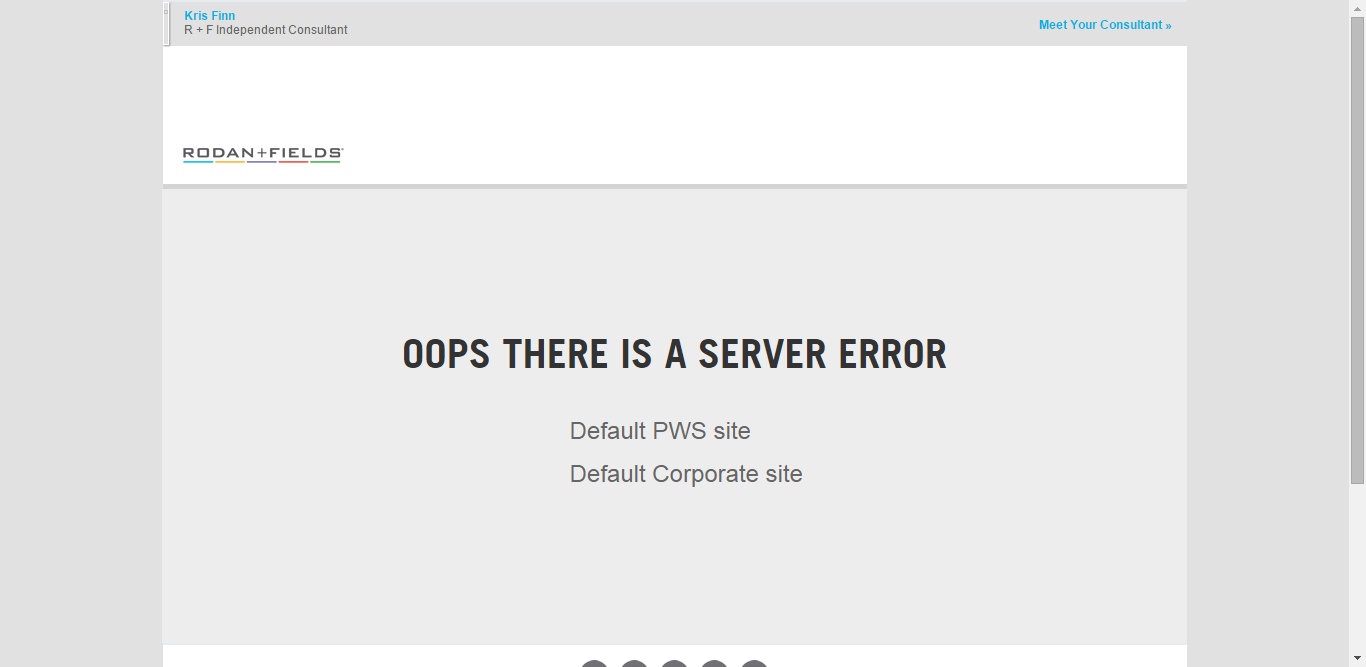 Kris Finn
R + F Independent Consultant
Meet Your Consultant »
RODAN+FIELDS
OOPS THERE IS A SERVER ERROR
Default PWS site
Default Corporate site